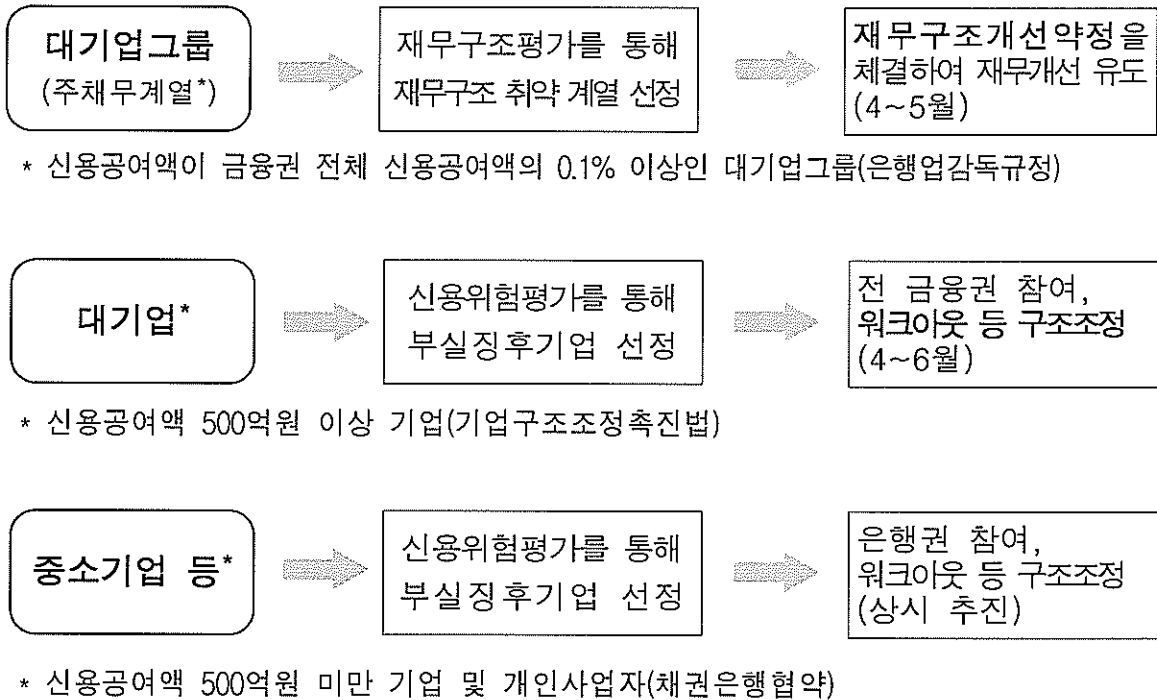 대기업그룹
(주채무계열*)
재무구조평가를 통해
재무구조 취약 계열 선정
재무구조개선약정을
체결하여 재무개선 유도
(4~5월)
* 신용공여액이 금융권 전체 신용공여액의 0.1% 이상인 대기업그룹(은행업감독규정)
대기업*
신용위험평가를 통해
부실징후기업 선정
전 금융권 참여,
워크아웃 등 구조조정
(4~6월)
* 신용공여액 500억원 이상 기업(기업구조조정촉진법)
중소기업 등*
신용위험평가를 통해
부실징후기업 선정
은행권 참여,
워크아웃 등 구조조정
(상시 추진)
* 신용공여액 500억원 미만 기업 및 개인사업자(채권은행협약)